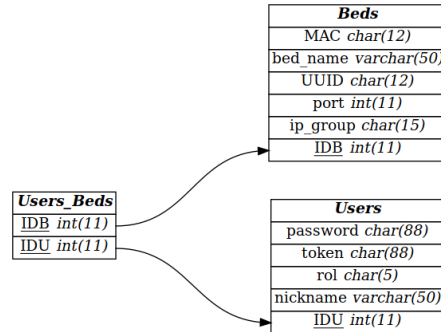 Beds
MAC char(12)
bed_name varchar(50)
UUID char(12)
port int(11)
ip_group char(15)
IDB int(11)
Users_Beds
IDB int(11)
IDU int(11)
Users
password char(88)
token char(88)
rol char(5)
nickname varchar(50)
IDU int(11)